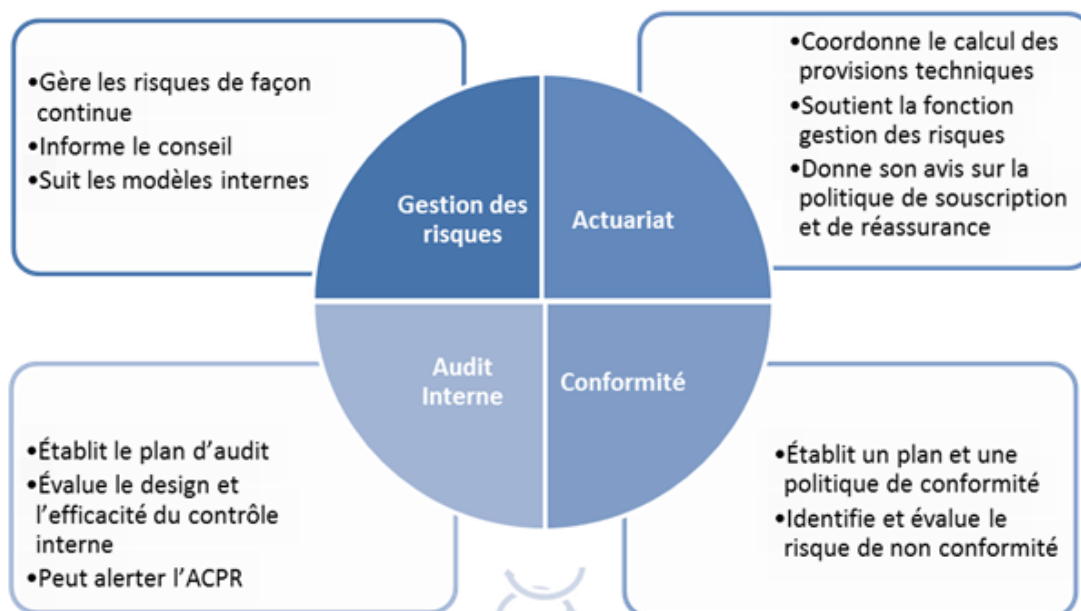 •Gère les risques de façon
continue
•Informe le conseil
•Suit les modèles internes
•Coordonne le calcul des
provisions techniques
•Soutient la fonction
gestion des risques
•Donne son avis sur la
politique de souscription
et de réassurance
Gestion des
risques
Actuariat
Audit
Interne
Conformité
•Établit le plan d’audit
•Évalue le design et
l’efficacité du contrôle
interne
•Peut alerter l’ACPR
•Établit un plan et une
politique de conformité
•Identifie et évalue le
risque de non conformité